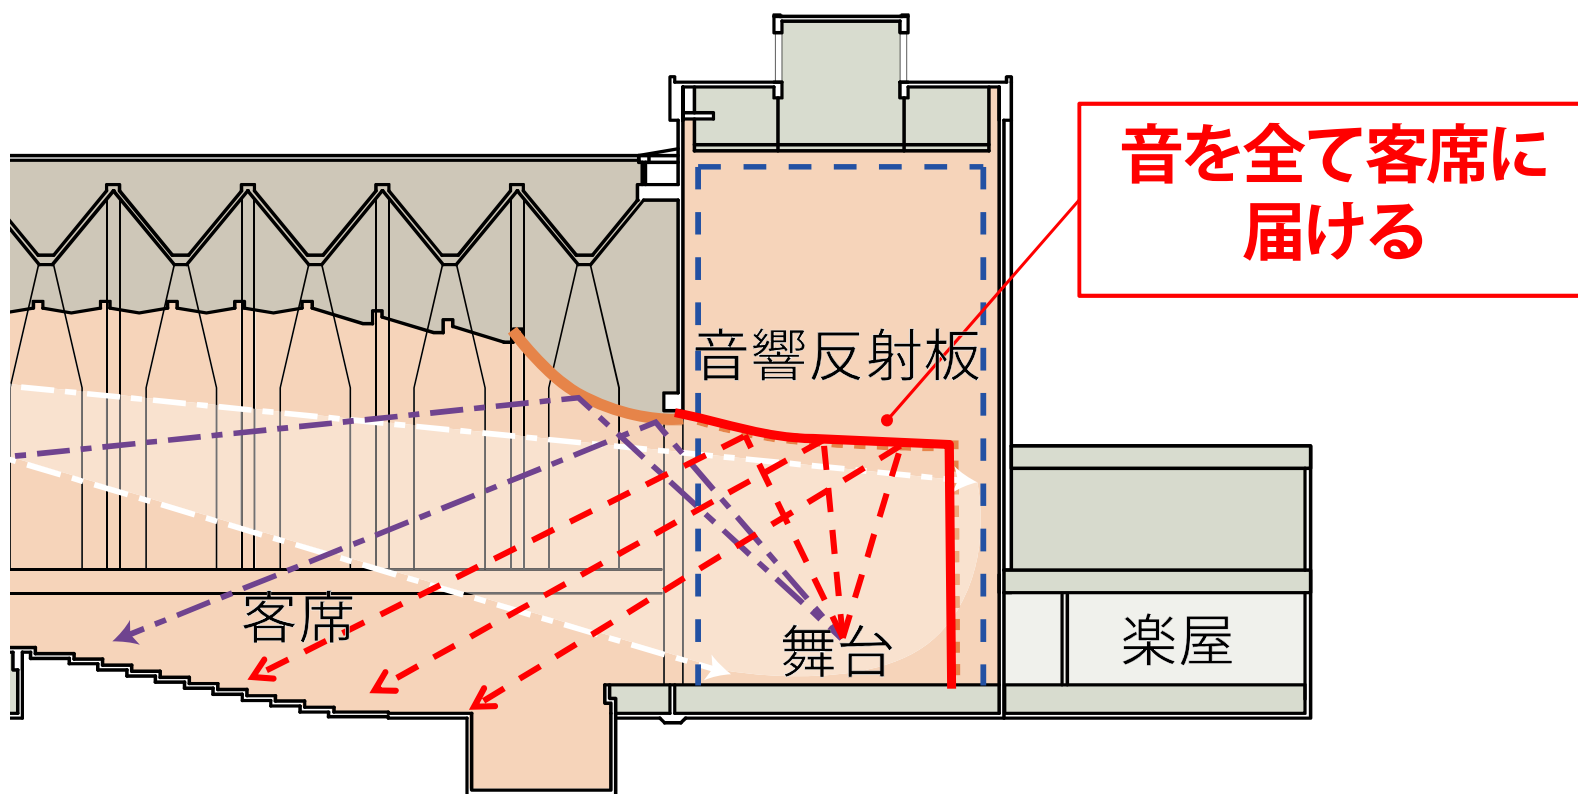 音を全て客席に
届ける
音響反射板
客席
舞台
楽屋